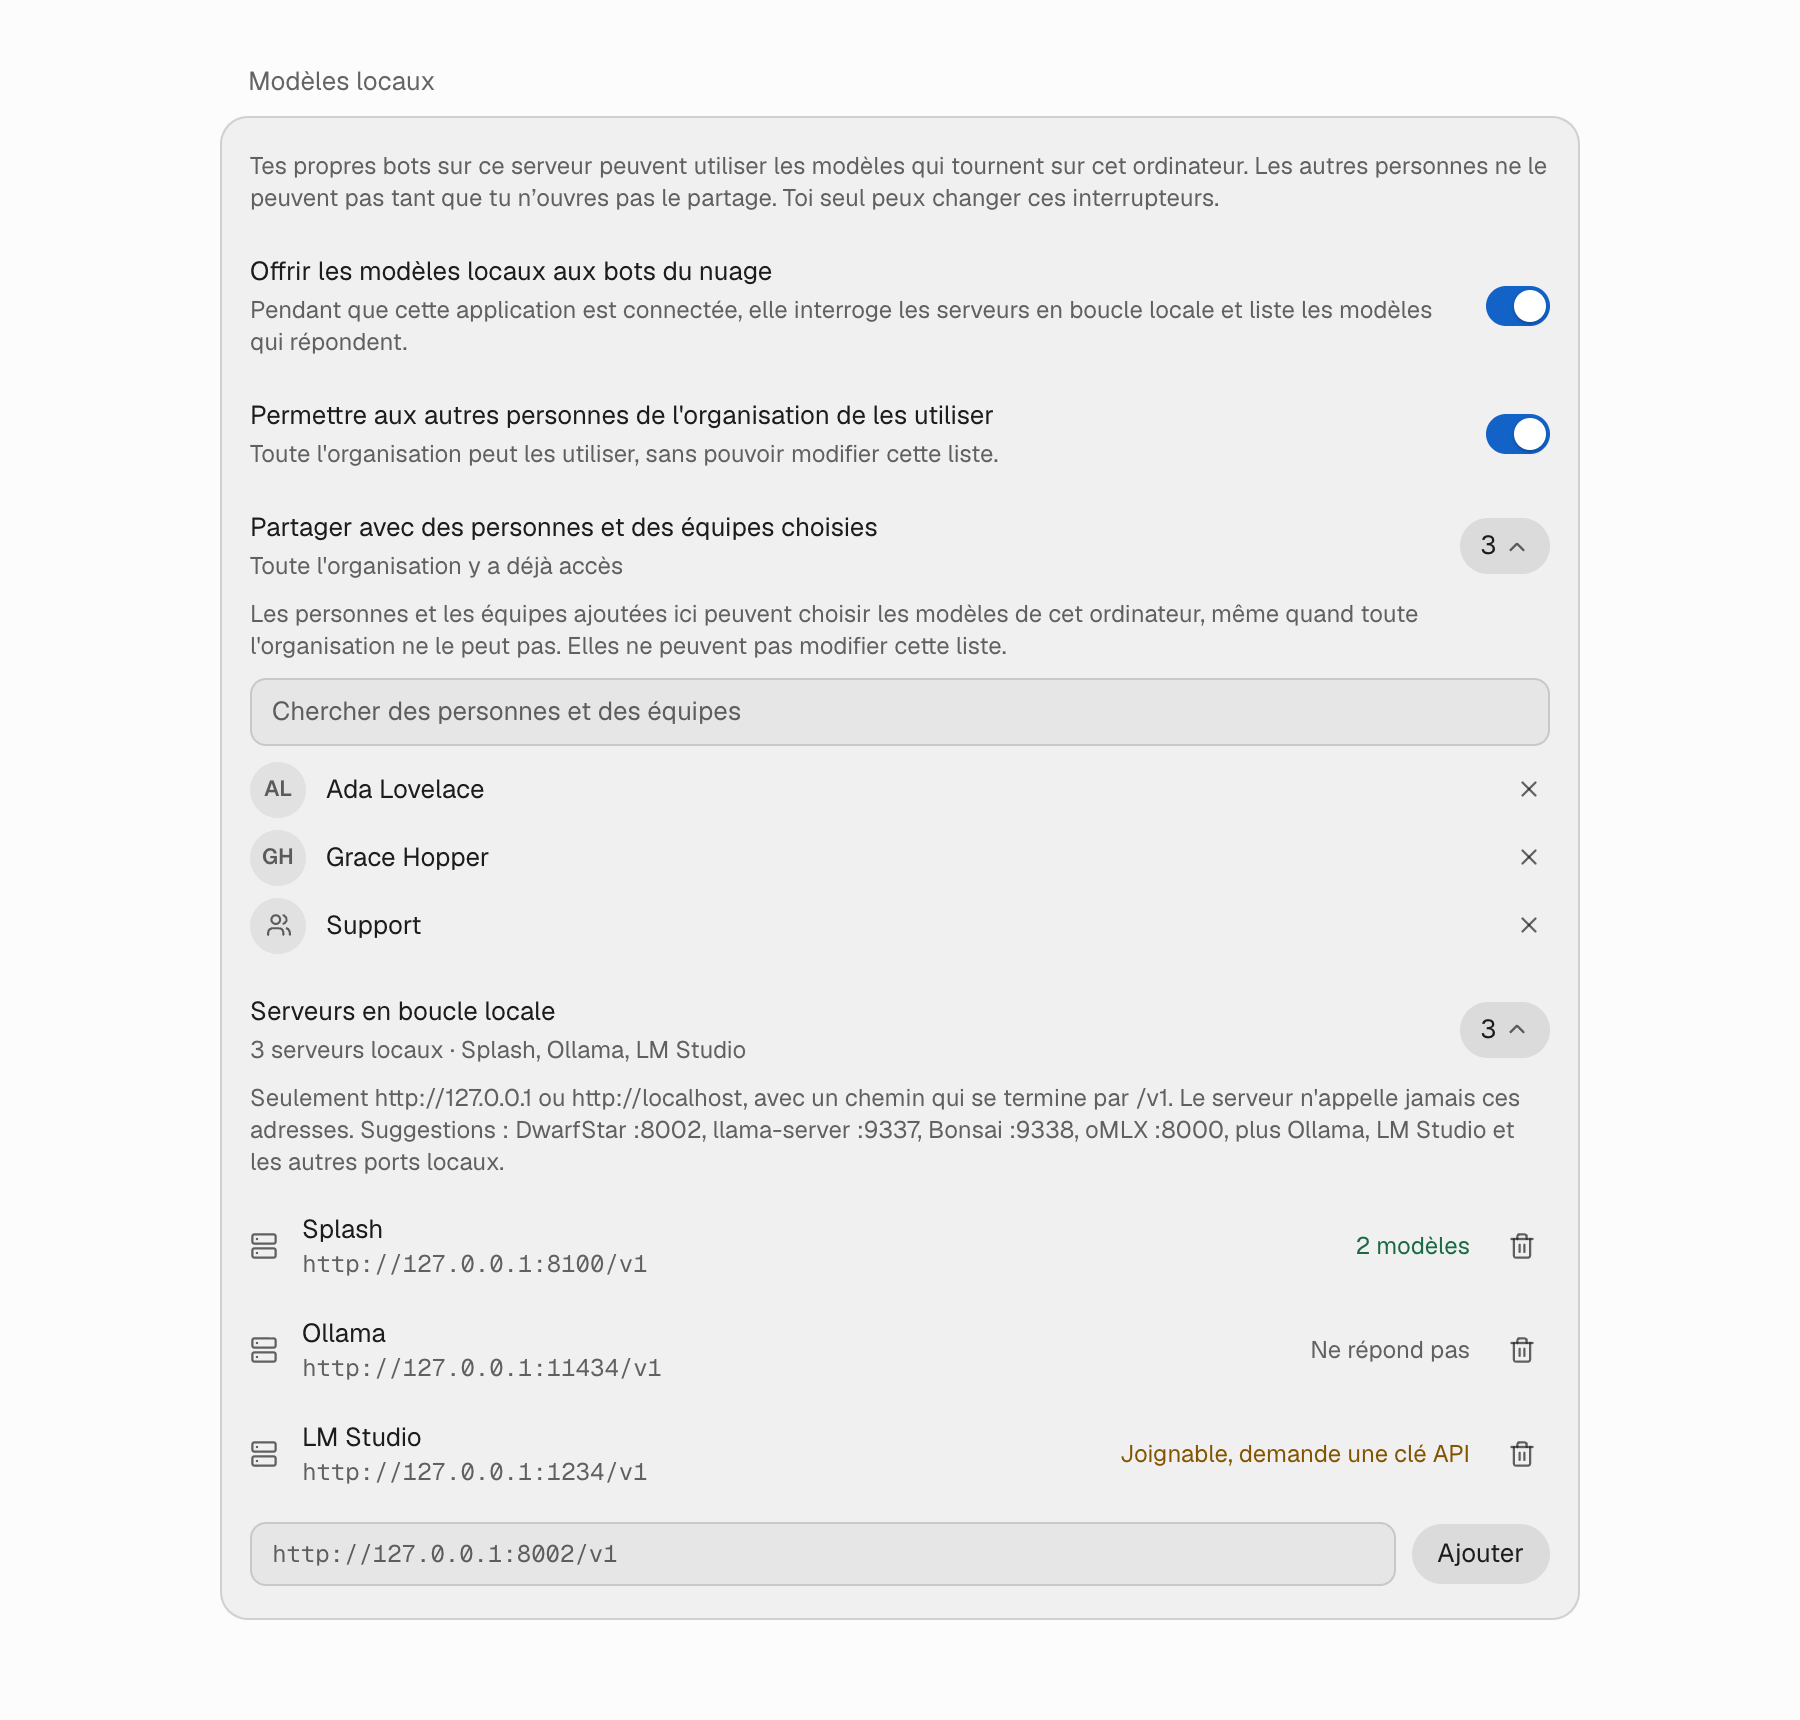 Modèles locaux
Tes propres bots sur ce serveur peuvent utiliser les modèles qui tournent sur cet ordinateur. Les autres personnes ne le
peuvent pas tant que tu n’ouvres pas le partage. Toi seul peux changer ces interrupteurs.
Offrir les modèles locaux aux bots du nuage
Pendant que cette application est connectée, elle interroge les serveurs en boucle locale et liste les modèles
qui répondent.
Permettre aux autres personnes de l'organisation de les utiliser
Toute l'organisation peut les utiliser, sans pouvoir modifier cette liste.
Partager avec des personnes et des équipes choisies
3
Toute l'organisation y a déjà accès
Les personnes et les équipes ajoutées ici peuvent choisir les modèles de cet ordinateur, même quand toute
l'organisation ne le peut pas. Elles ne peuvent pas modifier cette liste.
Chercher des personnes et des équipes
AL Ada Lovelace
GH Grace Hopper
Support
Serveurs en boucle locale
3
3 serveurs locaux · Splash, Ollama, LM Studio
Seulement http://127.0.0.1 ou http://localhost, avec un chemin qui se termine par /v1. Le serveur n'appelle jamais ces
adresses. Suggestions : DwarfStar :8002, llama-server :9337, Bonsai :9338, oMLX :8000, plus Ollama, LM Studio et
les autres ports locaux.
Splash
http://127.0.0.1:8100/v1
2 modèles
Ollama
http://127.0.0.1:11434/v1
Ne répond pas
LM Studio
http://127.0.0.1:1234/v1
Joignable, demande une clé API
http://127.0.0.1:8002/v1
Ajouter